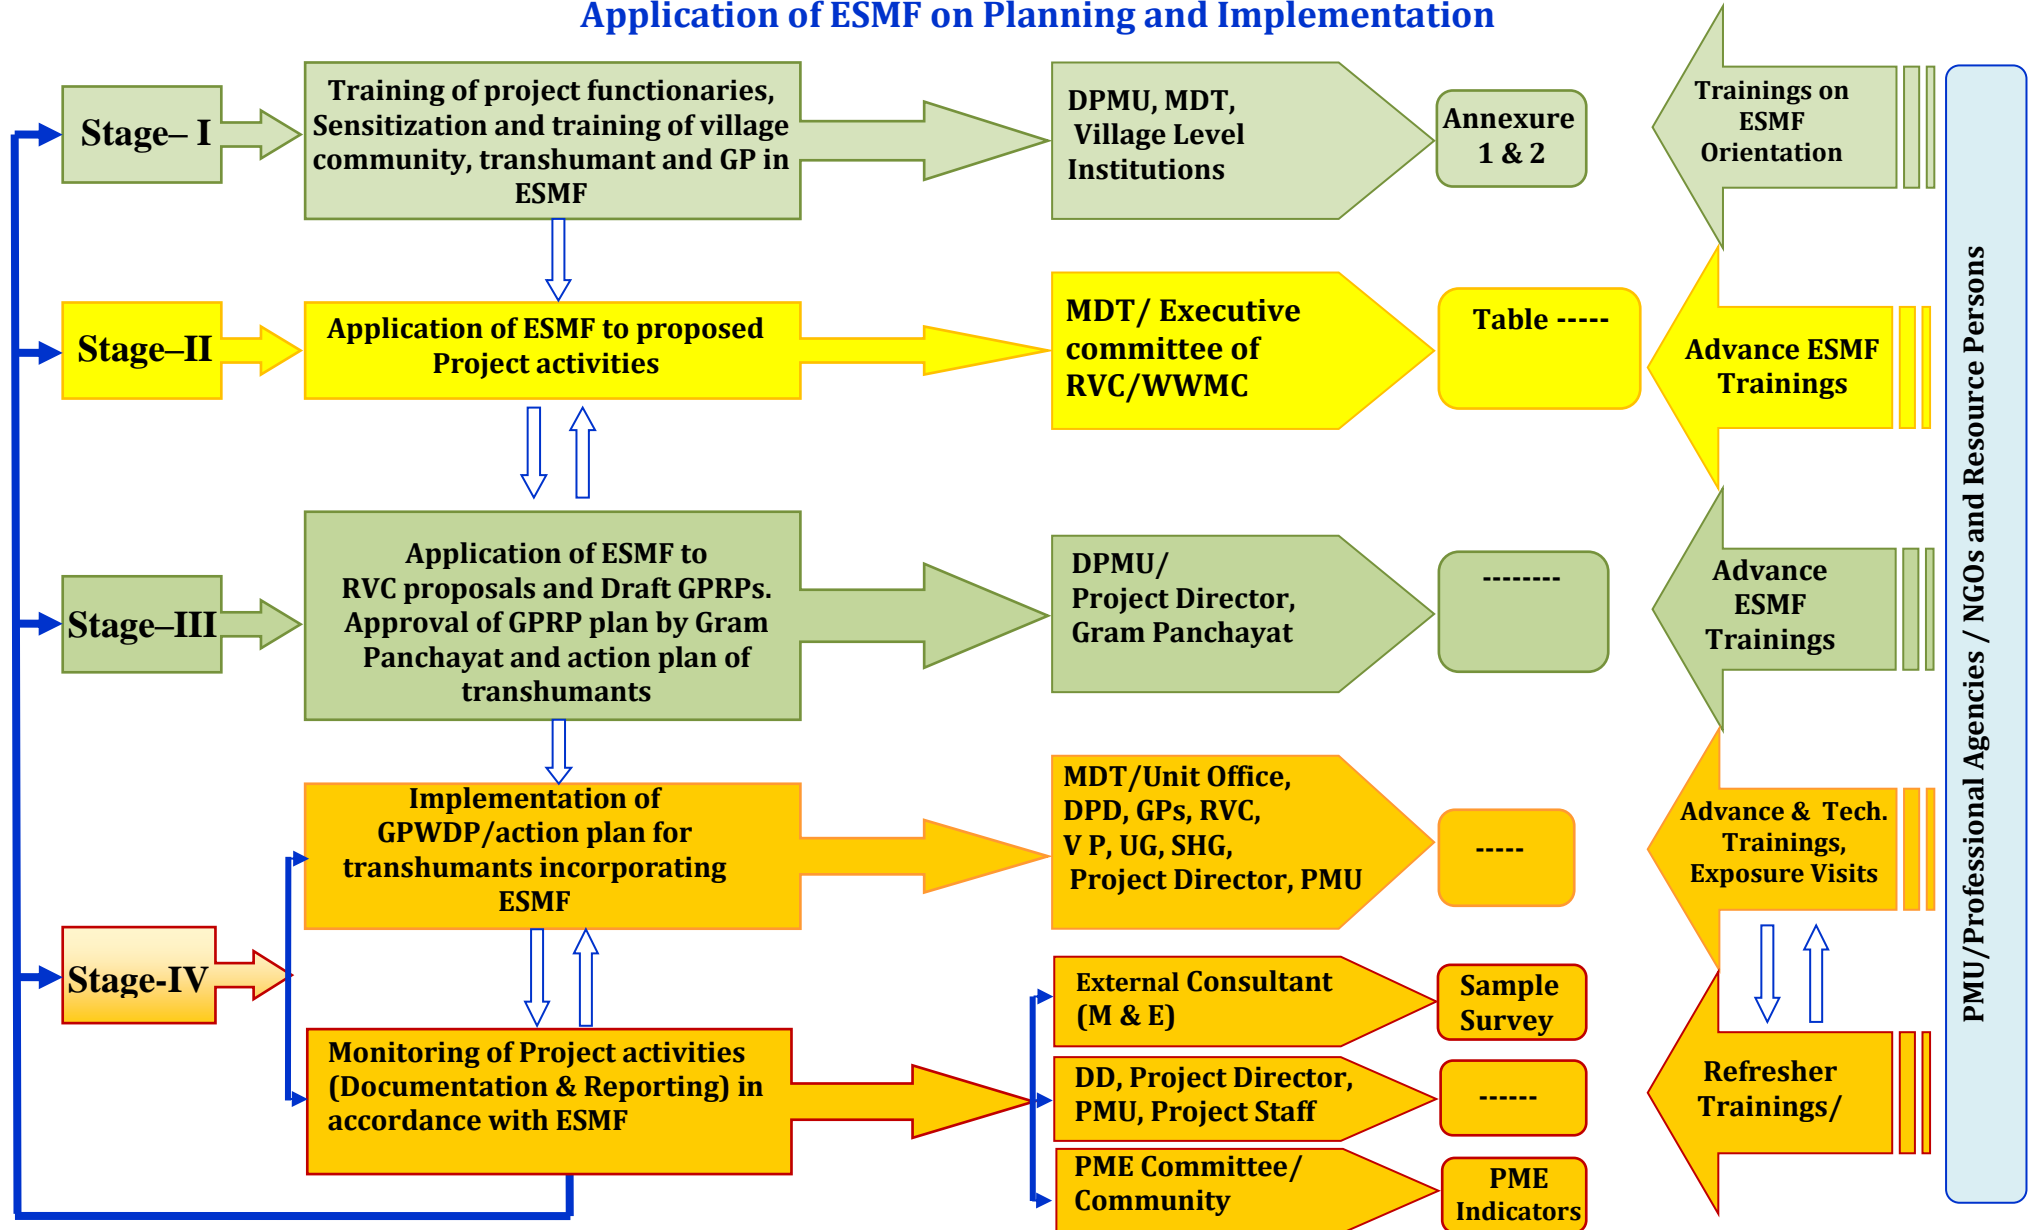 Application of ESMF on Planning and Implementation
Stage– I
Training of project functionaries,
Sensitization and training of village
community, transhumant and GP in
ESMF
DPMU, MDT,
Village Level
Institutions
Annexure
1 & 2
Trainings on
ESMF
Orientation
Stage–II
Application of ESMF to proposed
Project activities
MDT/ Executive
committee of
RVC/WWMC
Table -----
Advance ESMF
Trainings
Stage–III
Application of ESMF to
RVC proposals and Draft GPRPs.
Approval of GPRP plan by Gram
Panchayat and action plan of
transhumants
DPMU/
Project Director,
Gram Panchayat
--------
Advance
ESMF
Trainings
Stage-IV
Implementation of
GPWDP/action plan for
transhumants incorporating
ESMF
MDT/Unit Office,
DPD, GPs, RVC,
V P, UG, SHG,
Project Director, PMU
-----
Advance & Tech.
Trainings,
Exposure Visits
Monitoring of Project activities
(Documentation & Reporting) in
accordance with ESMF
External Consultant
(M & E)
Sample
Survey
DD, Project Director,
PMU, Project Staff
------
PME Committee/
Community
PME
Indicators
Refresher
Trainings/
PMU/Professional Agencies / NGOs and Resource Persons